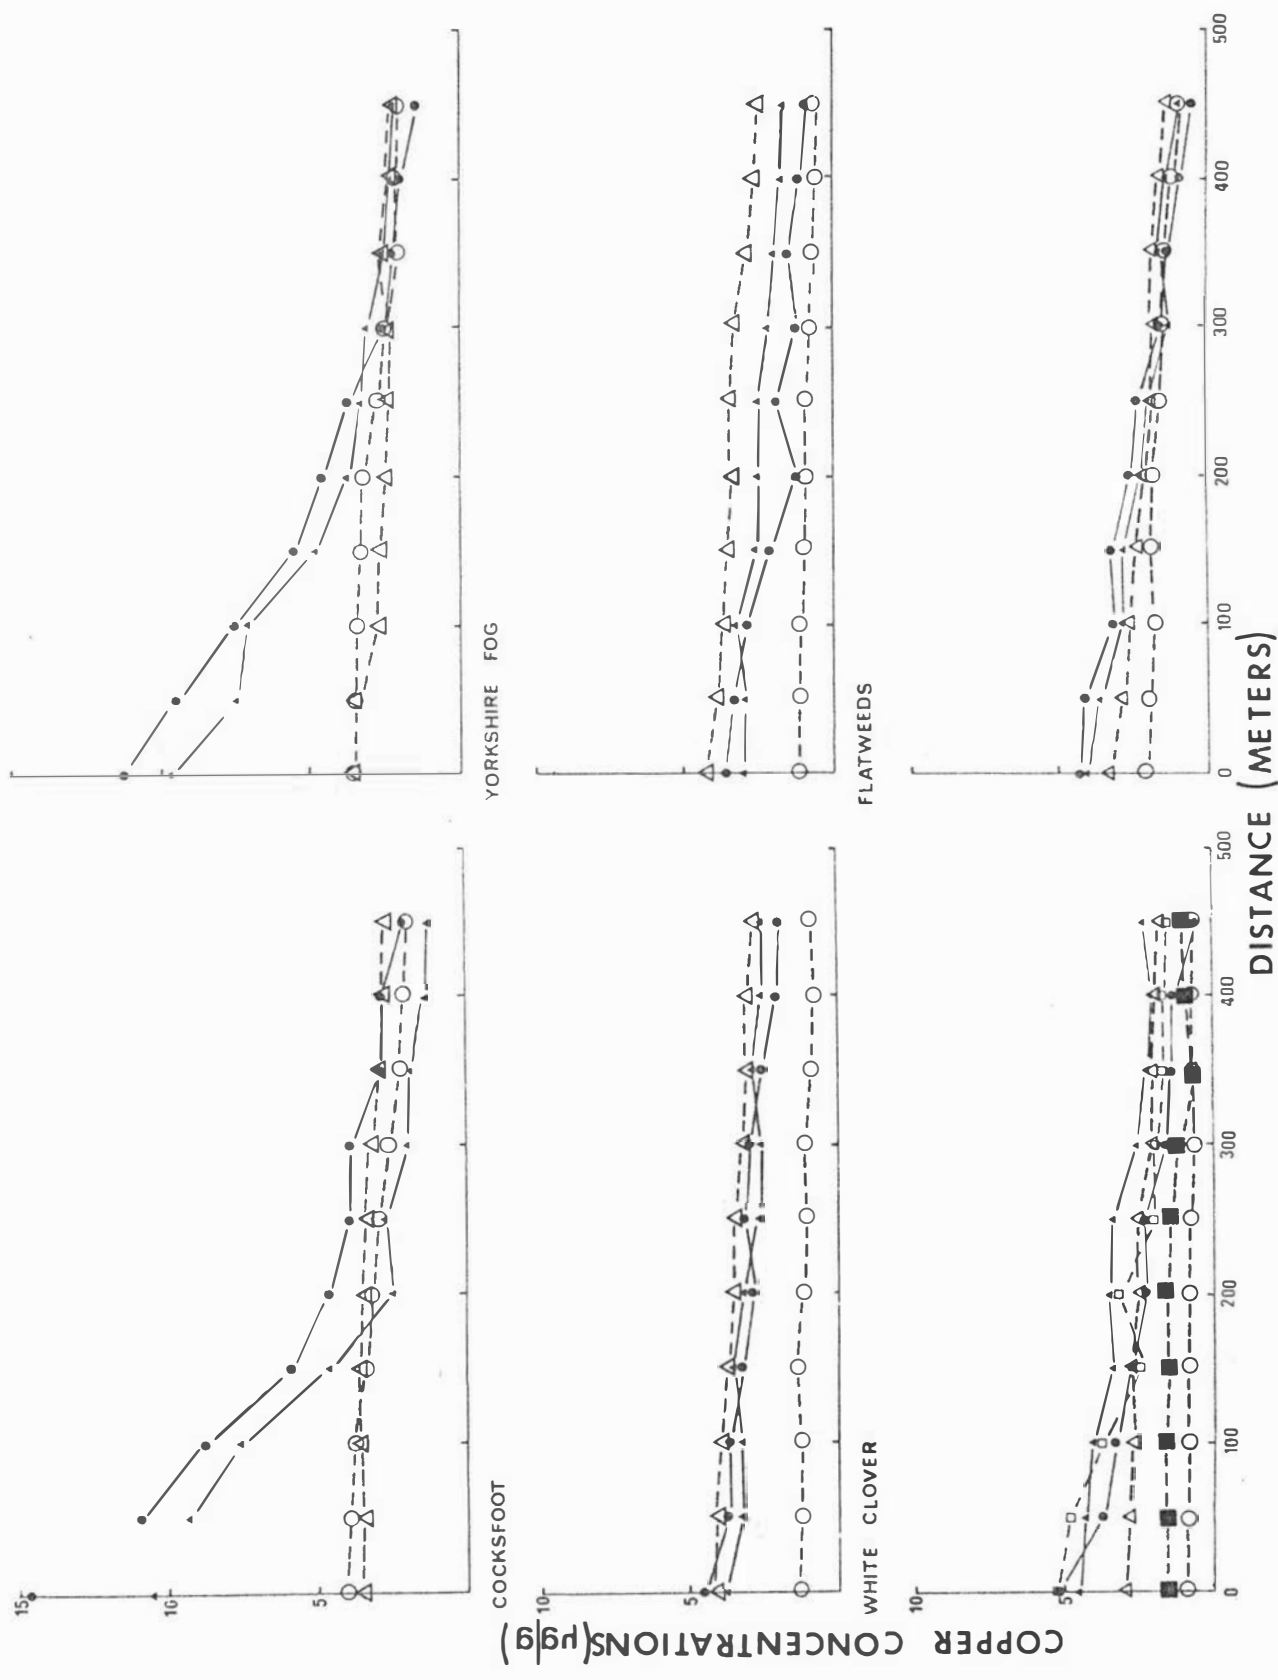 15
10
5
COCKSFOOT
YORKSHIRE FOG
10
5
WHITE CLOVER
FLATWEEDS
10
5
0 100 200 300 400 500
0 100 200 300 400 500
COPPER CONCENTRATIONS (µg/g)
DISTANCE (METERS)